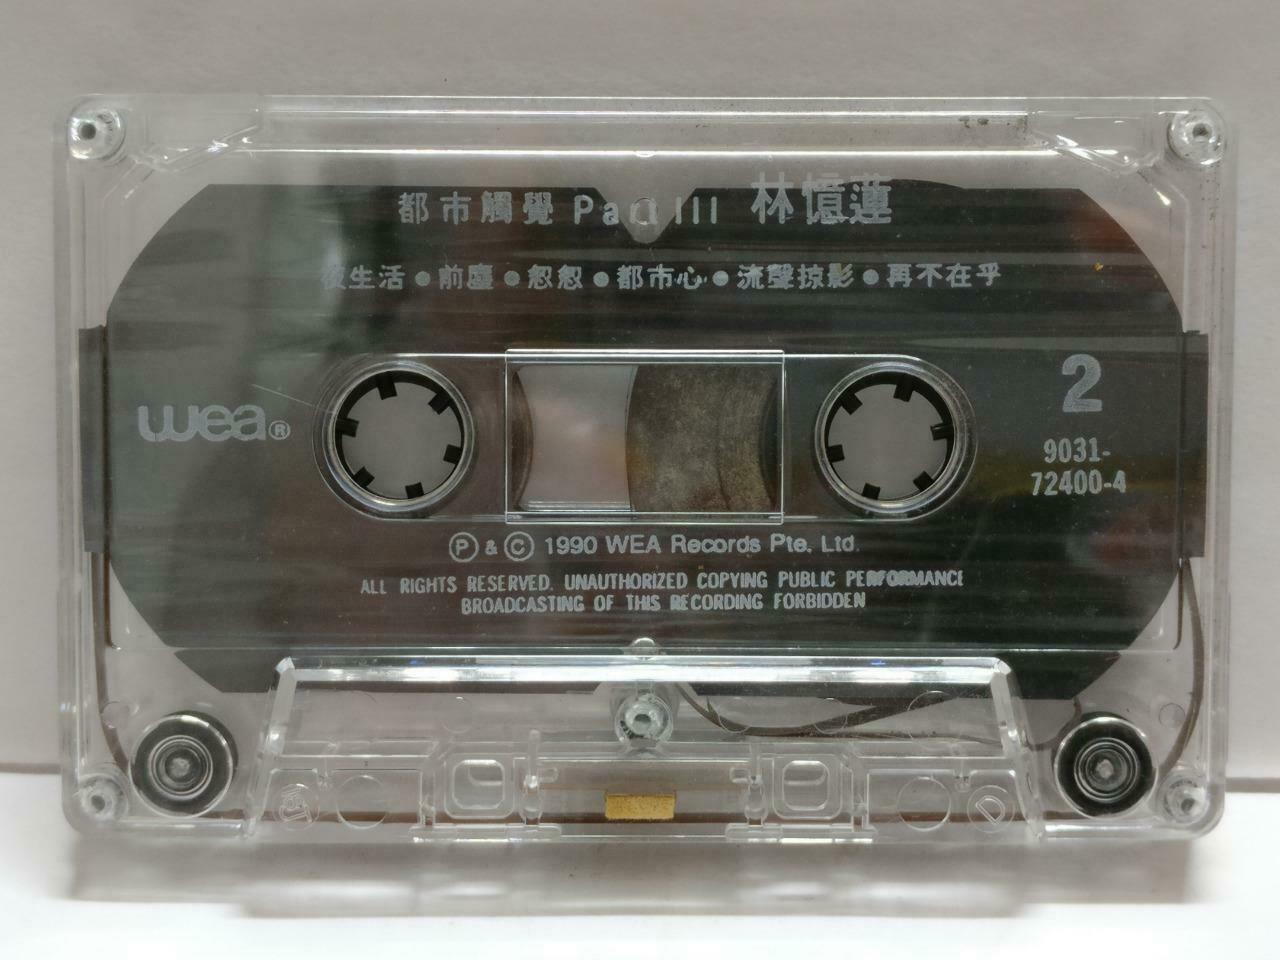 都市觸覺 Part III 林憶蓮
夜生活●前塵●忽忽●都市心●流聲掠影●再不在乎
wea®
2
9031-
72400-4
Ⓟ & © 1990 WEA Records Pte. Ltd.
ALL RIGHTS RESERVED. UNAUTHORIZED COPYING PUBLIC PERFORMANCE
BROADCASTING OF THIS RECORDING FORBIDDEN